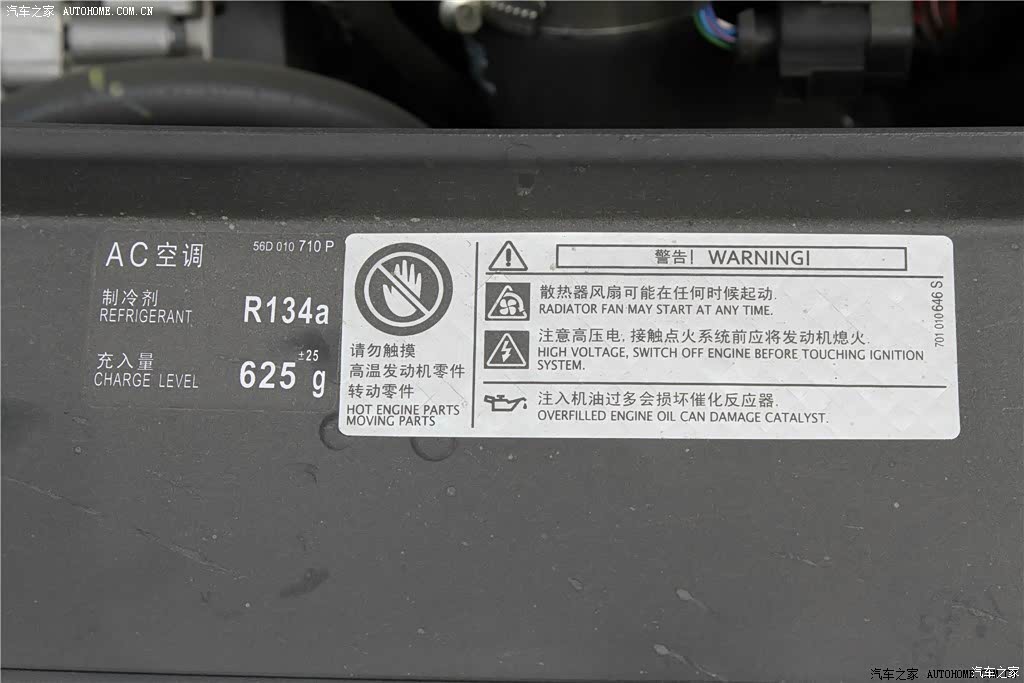 汽车之家 AUTOHOME.COM.CN
AC空调
56D 010 710 P
制冷剂
REFRIGERANT
R134a
充入量
CHARGE LEVEL
625±25 g
请勿触摸
高温发动机零件
转动零件
HOT ENGINE PARTS
MOVING PARTS
警告! WARNING!
散热器风扇可能在任何时候起动.
RADIATOR FAN MAY START AT ANY TIME.
注意高压电, 接触点火系统前应将发动机熄火.
HIGH VOLTAGE, SWITCH OFF ENGINE BEFORE TOUCHING IGNITION
SYSTEM.
注入机油过多会损坏催化反应器.
OVERFILLED ENGINE OIL CAN DAMAGE CATALYST.
701 010 646 S
汽车之家 AUTOHOME
汽车之家